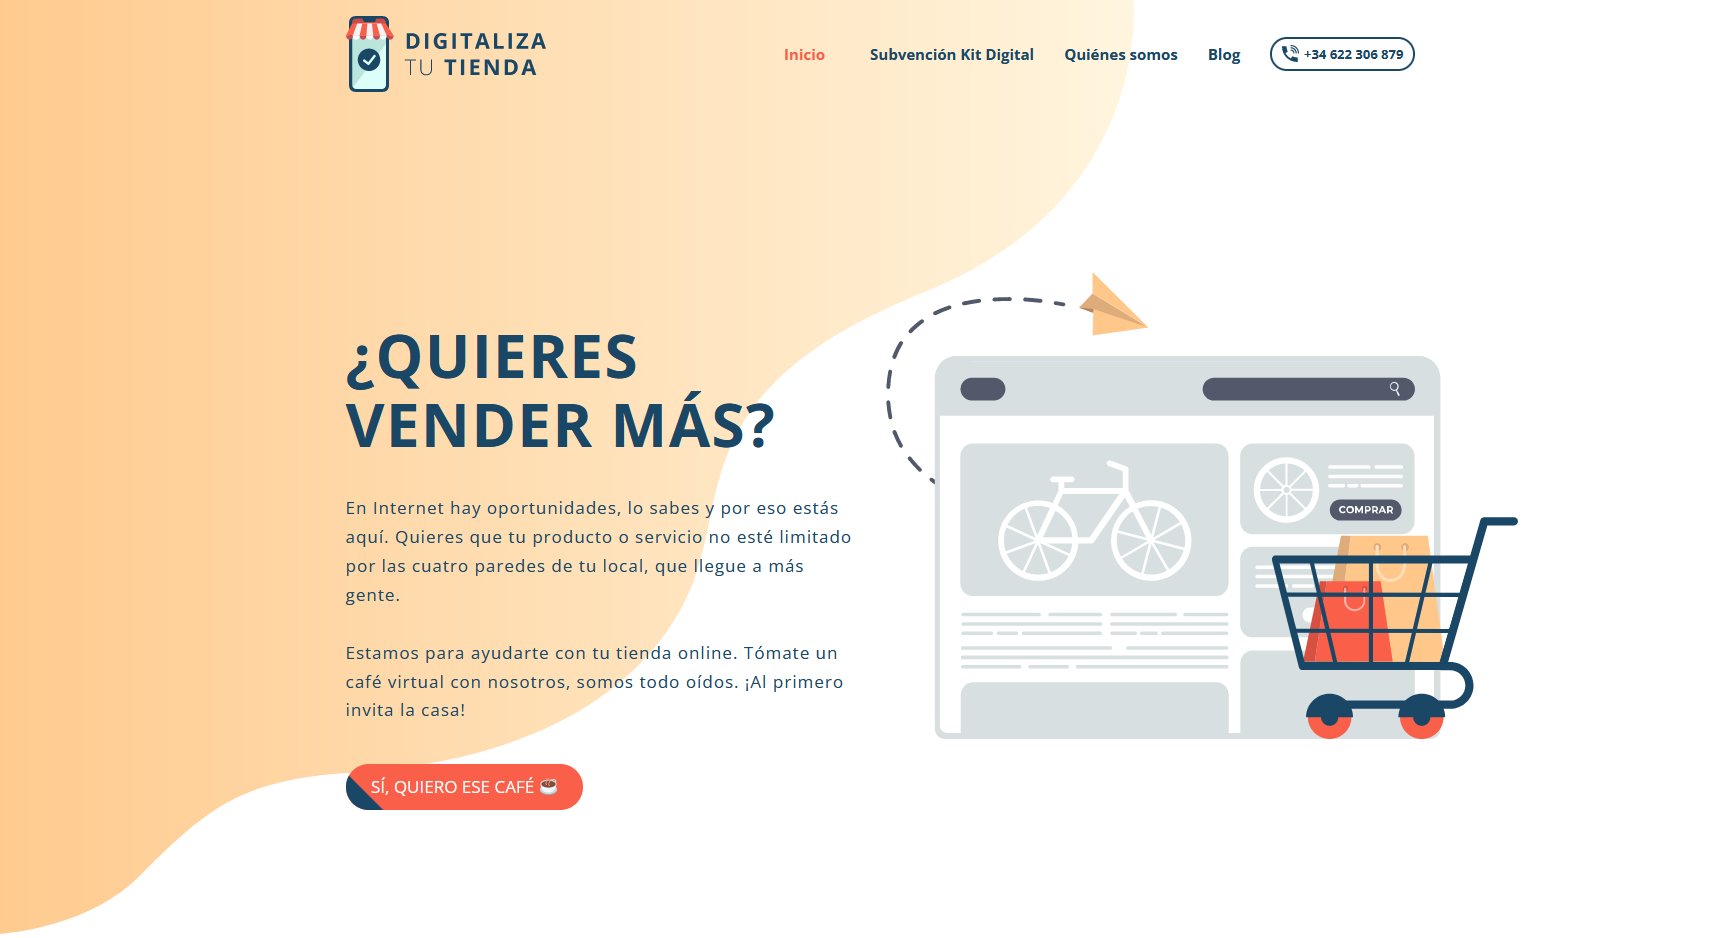 DIGITALIZA
TU TIENDA
Inicio
Subvención Kit Digital
Quiénes somos
Blog
+34 622 306 879
¿QUIERES
VENDER MÁS?
En Internet hay oportunidades, lo sabes y por eso estás
aquí. Quieres que tu producto o servicio no esté limitado
por las cuatro paredes de tu local, que llegue a más
gente.
Estamos para ayudarte con tu tienda online. Tómate un
café virtual con nosotros, somos todo oídos. ¡Al primero
invita la casa!
SÍ, QUIERO ESE CAFÉ ☕
COMPRAR